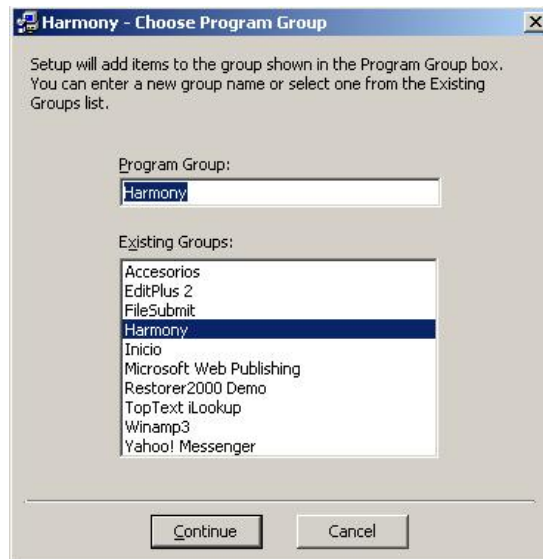 Harmony - Choose Program Group
Setup will add items to the group shown in the Program Group box.
You can enter a new group name or select one from the Existing
Groups list.
Program Group:
Harmony
Existing Groups:
Accesorios
EditPlus 2
FileSubmit
Harmony
Inicio
Microsoft Web Publishing
Restorer2000 Demo
TopText iLookup
Winamp3
Yahoo! Messenger
Continue Cancel